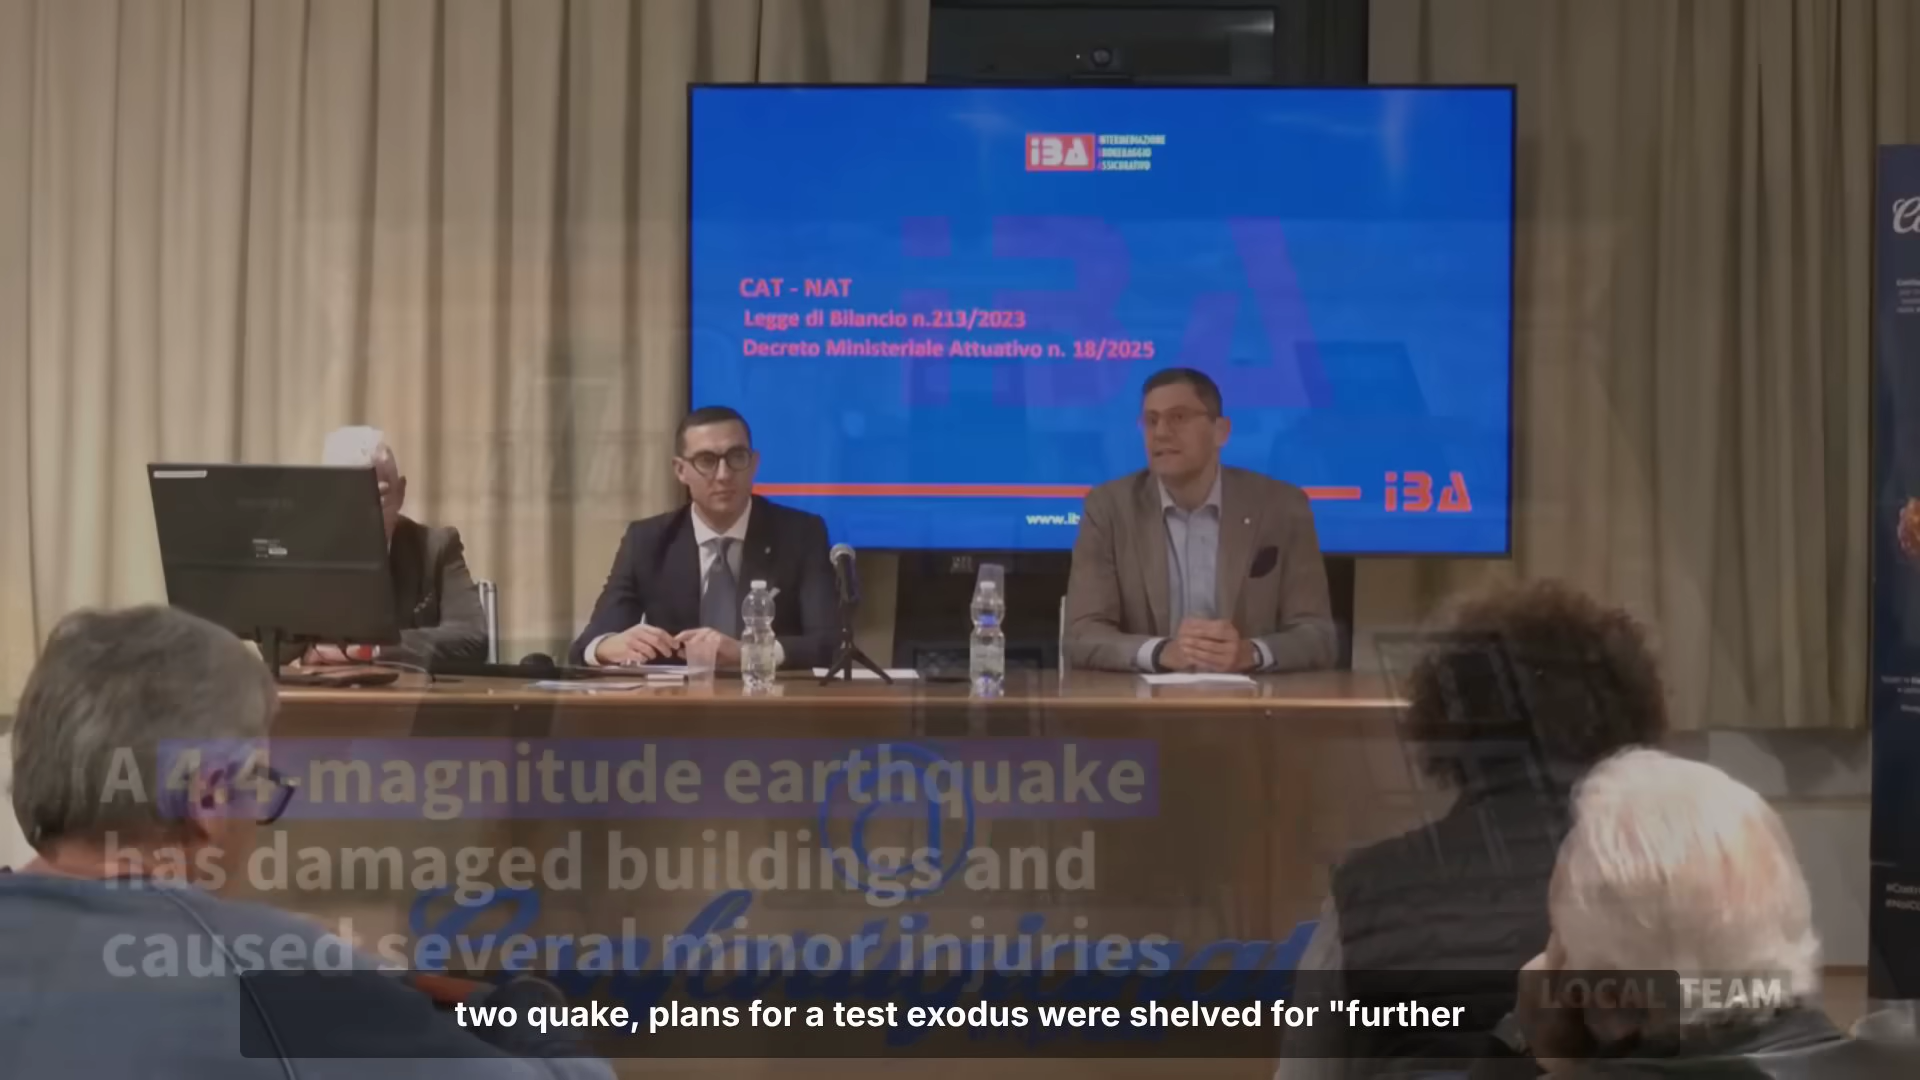 iBA INTERMEDIAZIONE
BROKERAGGIO
ASSICURATIVO
iBA
CAT - NAT
Legge di Bilancio n.213/2023
Decreto Ministeriale Attuativo n. 18/2025
iBA
www.ib
A 4.4-magnitude earthquake
has damaged buildings and
caused several minor injuries
LOCAL TEAM
two quake, plans for a test exodus were shelved for "further